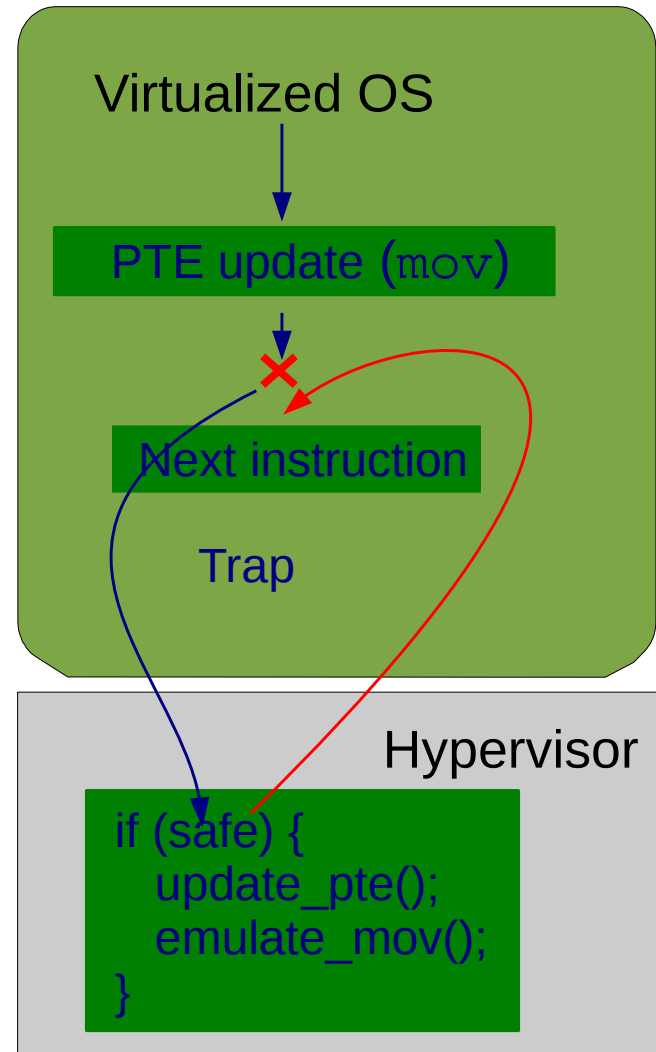 Virtualized OS
PTE update (mov)
Next instruction
Trap
Hypervisor
if (safe) {
update_pte();
emulate_mov();
}